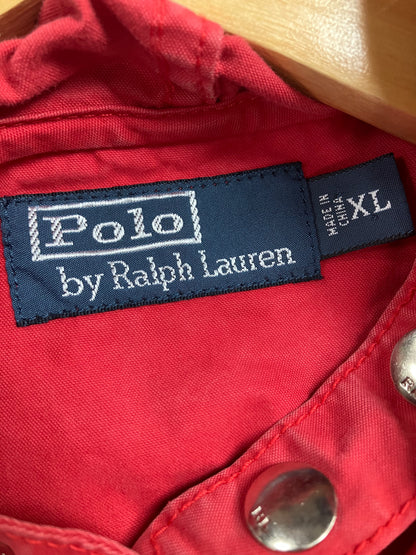 Polo
by Ralph Lauren
MADE IN
CHINA
XL